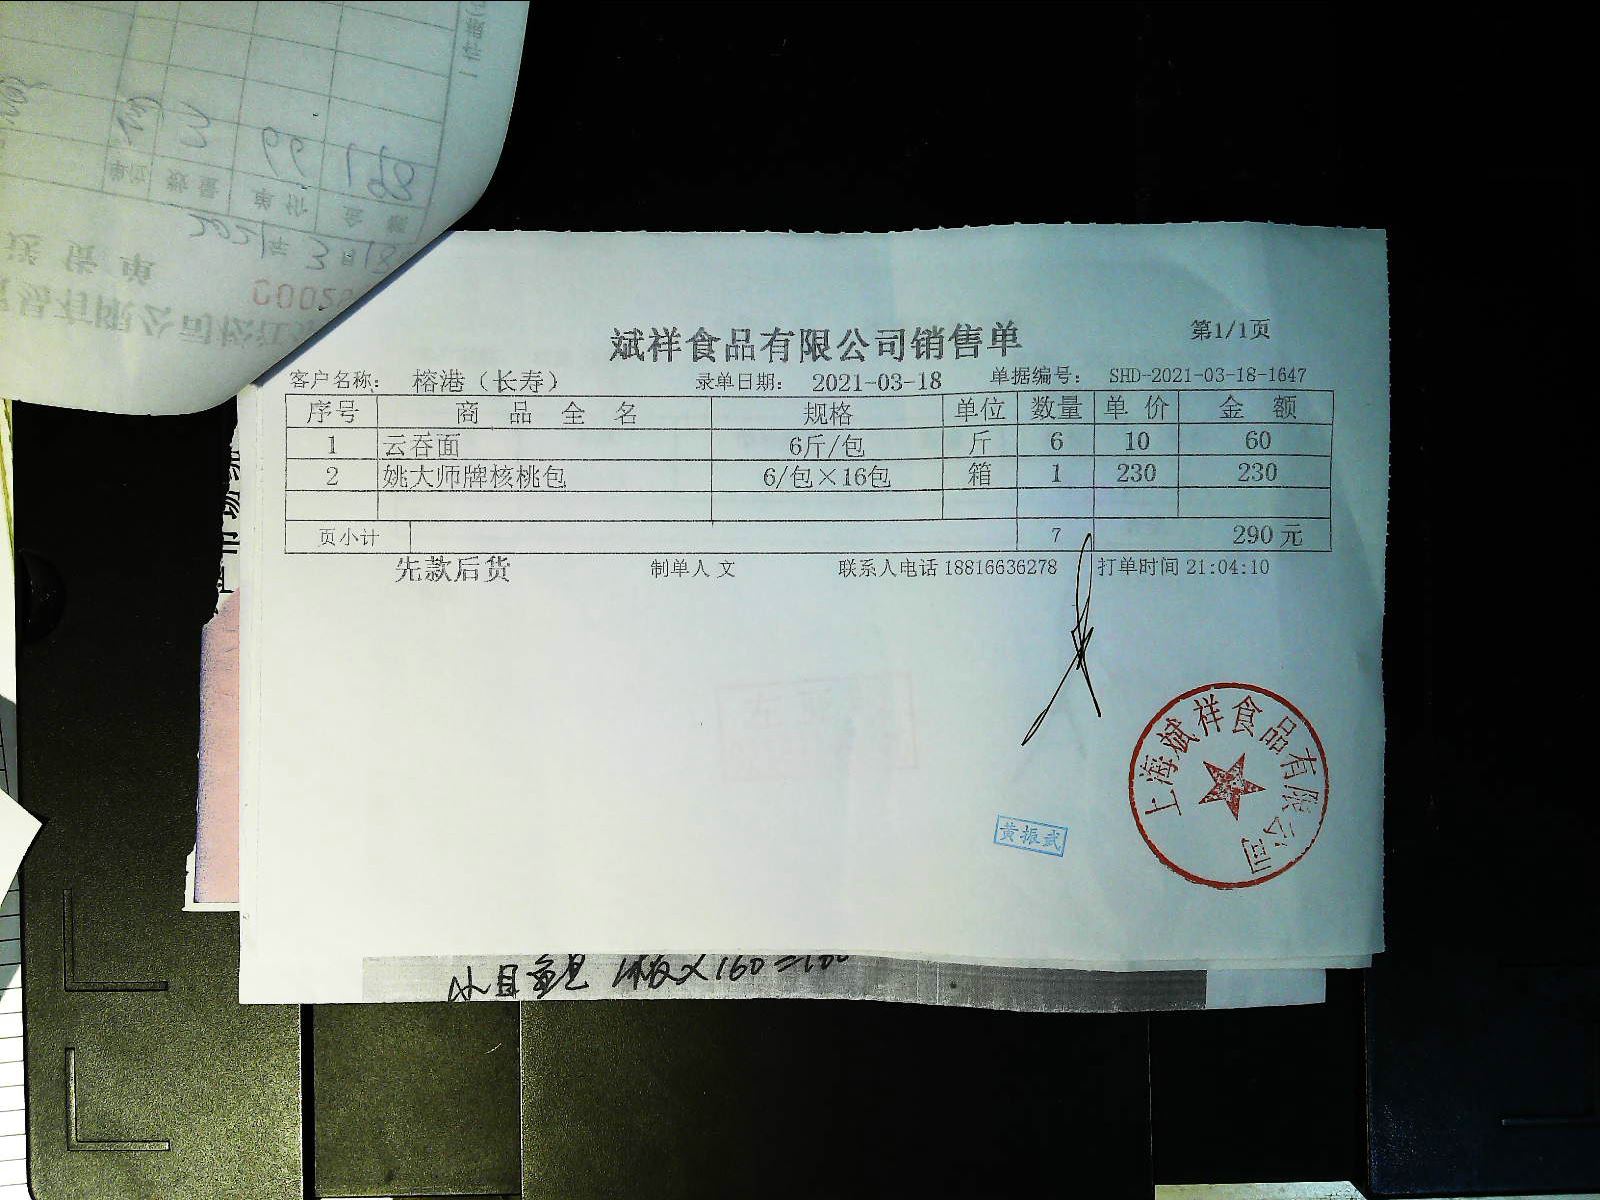 斌祥食品有限公司销售单
第1/1页
客户名称： 榕港（长寿） 录单日期： 2021-03-18 单据编号： SHD-2021-03-18-1647
序号 商品全名 规格 单位 数量 单价 金额
1 云吞面 6斤/包 斤 6 10 60
2 姚大师牌核桃包 6/包×16包 箱 1 230 230
页小计 7 290元
先款后货 制单人 文 联系人电话 18816636278 打单时间 21:04:10
上海斌祥食品有限公司
黄振武